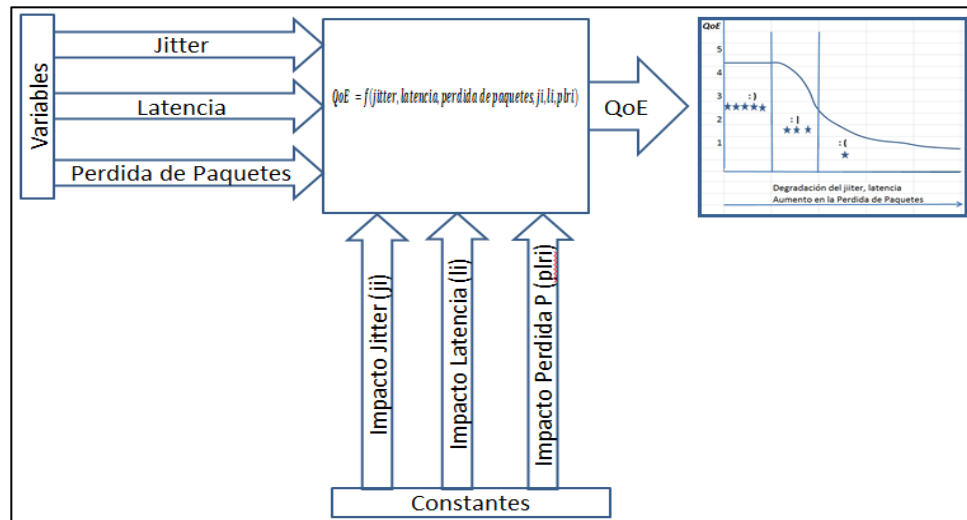 Variables
Jitter
Latencia
Perdida de Paquetes
QoE = f(jitter, latencia, perdida de paquetes, ji, li, plri)
QoE
QoE
5
4
3
2
1
: )
: |
: (
Degradación del jiiter, latencia
Aumento en la Perdida de Paquetes
Impacto Jitter (ji)
Impacto Latencia (li)
Impacto Perdida P (plri)
Constantes